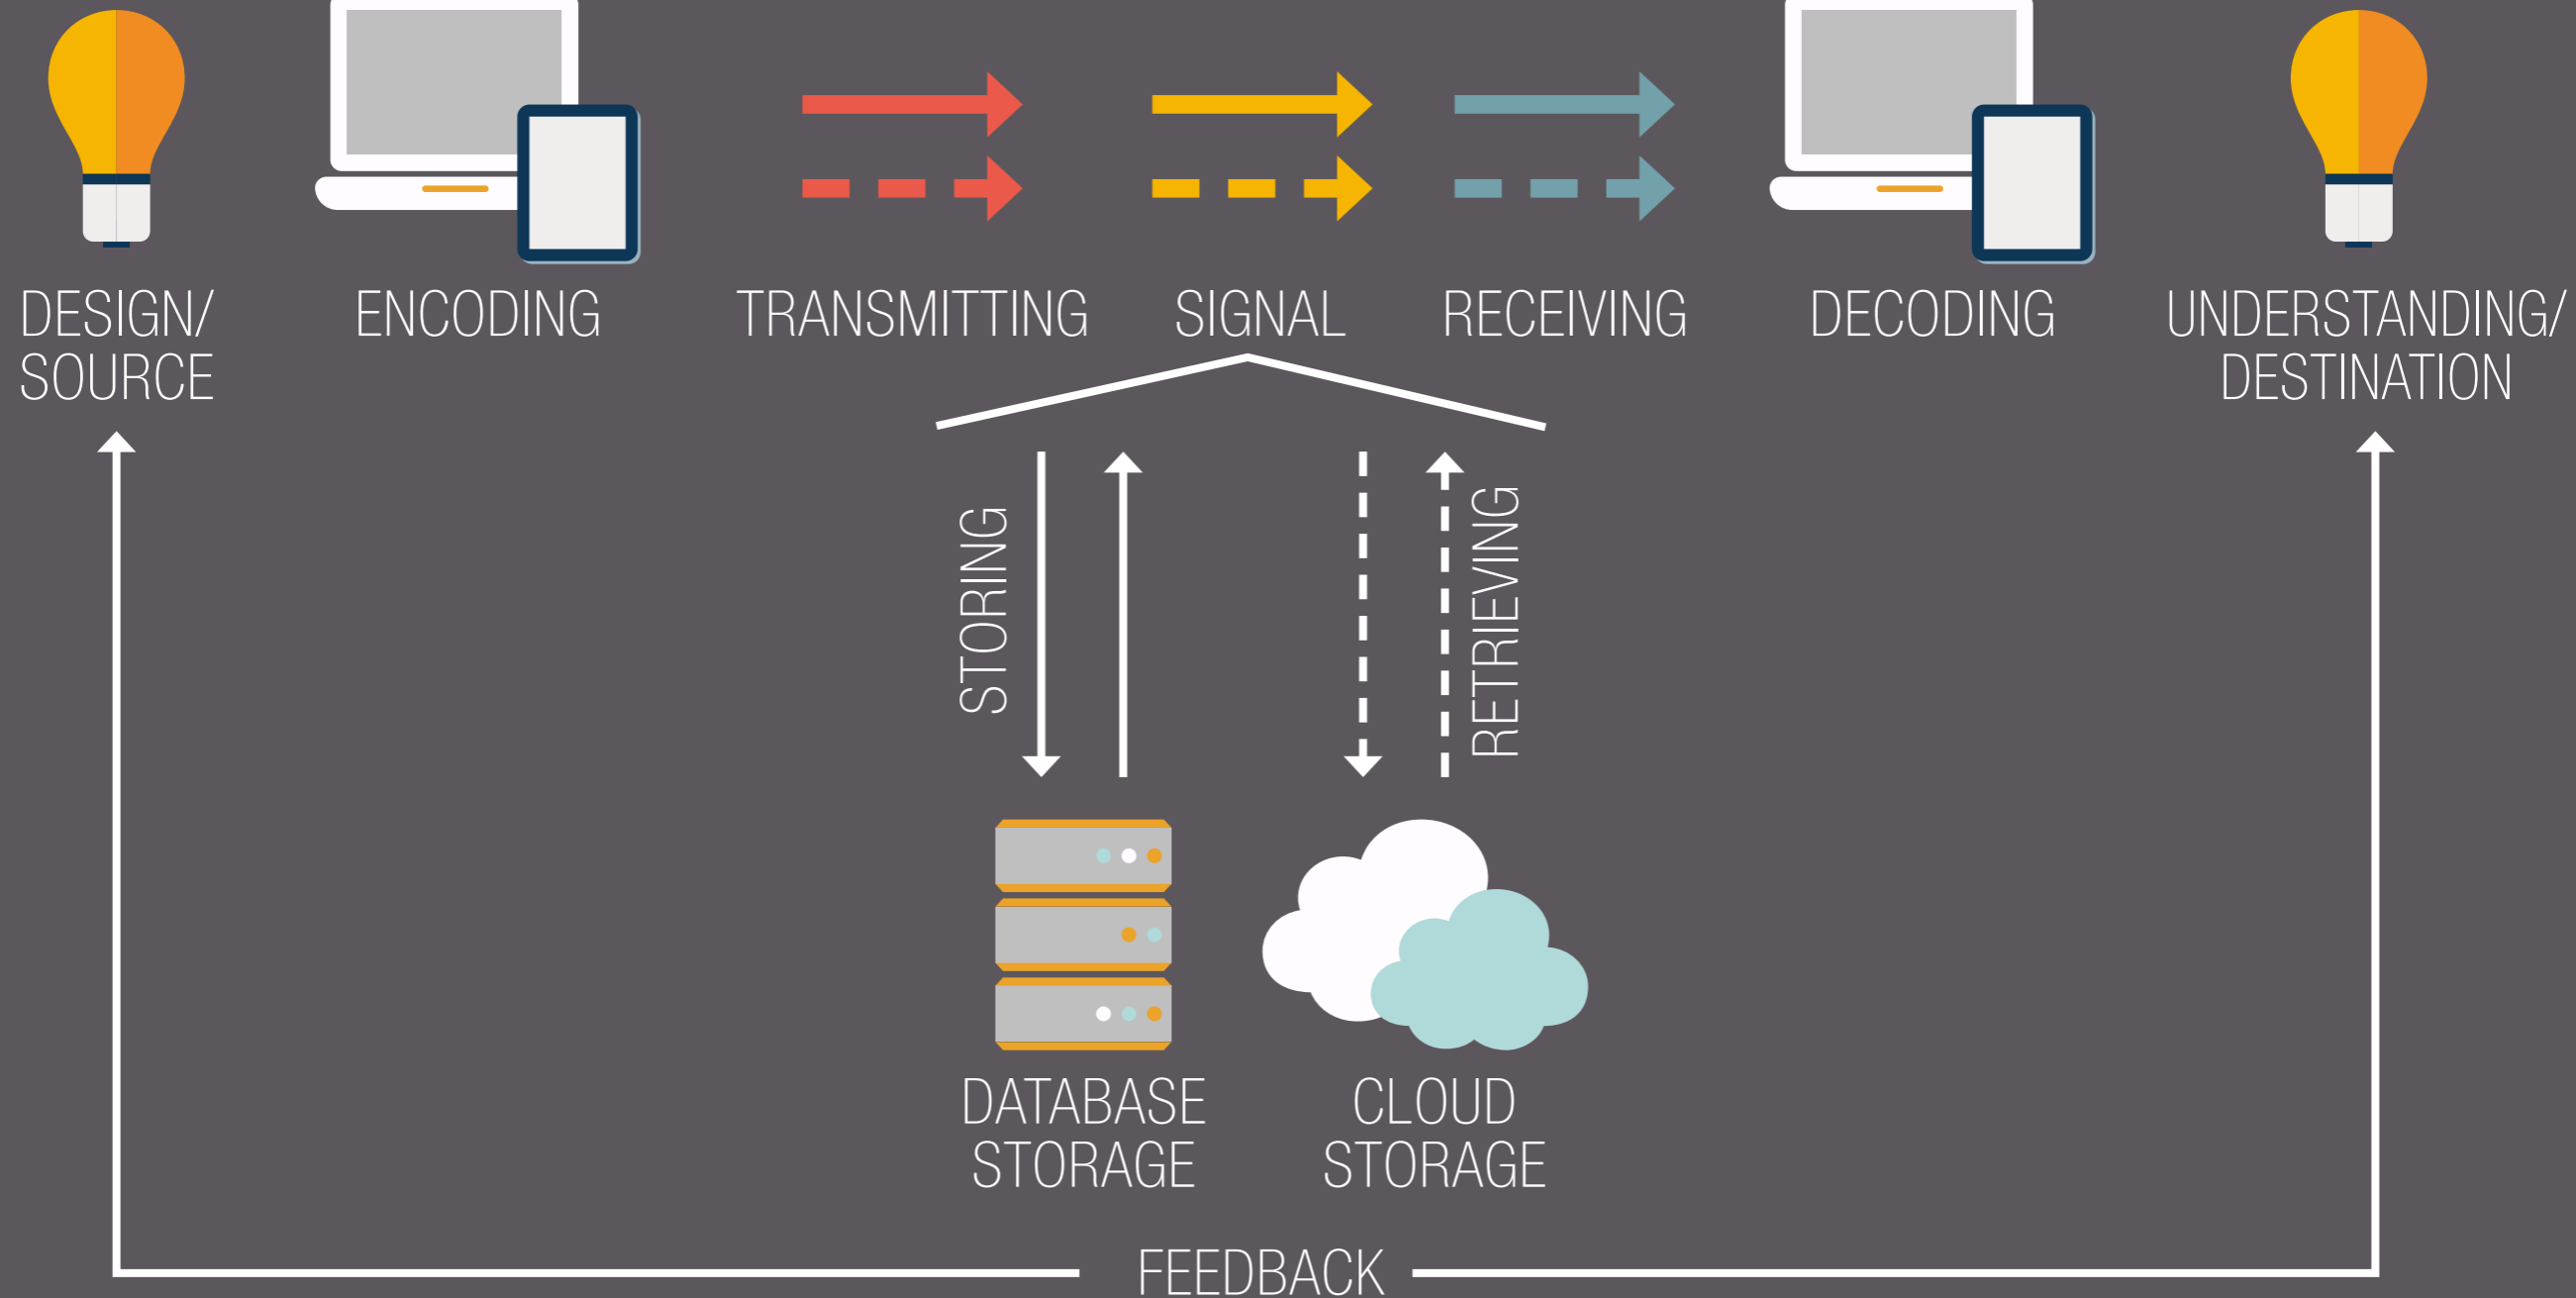 DESIGN/
SOURCE
ENCODING
TRANSMITTING
SIGNAL
RECEIVING
DECODING
UNDERSTANDING/
DESTINATION
STORING
RETRIEVING
DATABASE
STORAGE
CLOUD
STORAGE
FEEDBACK